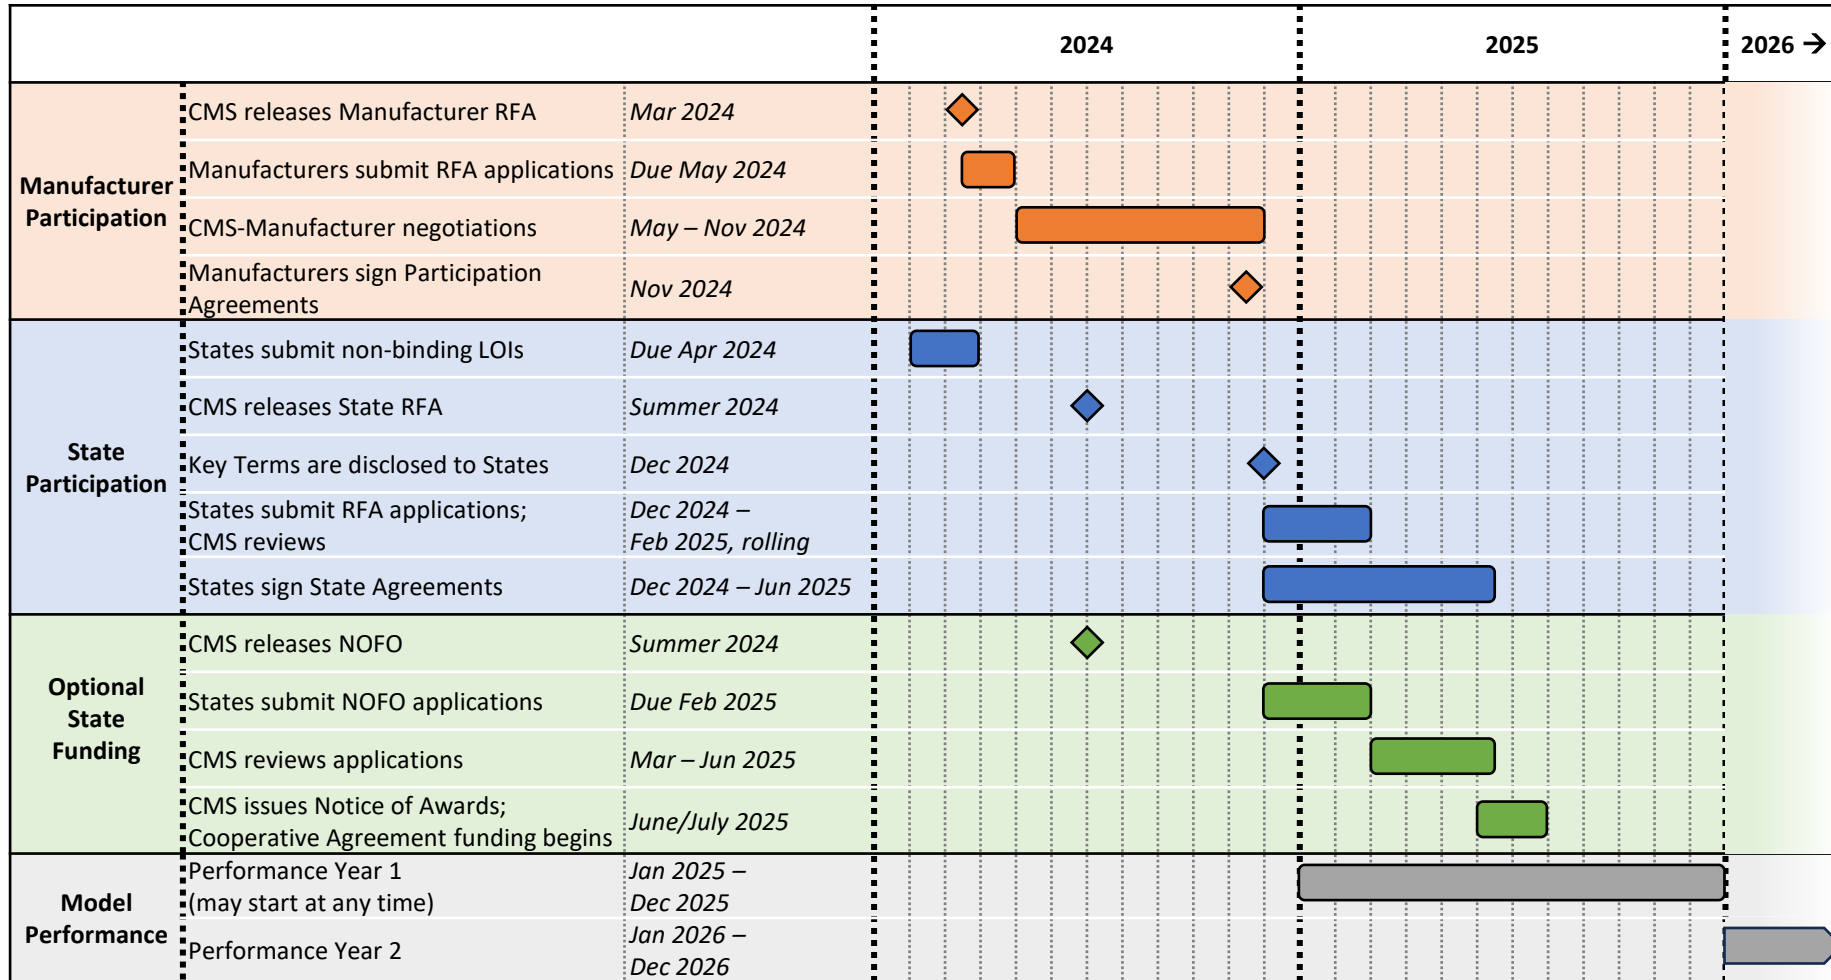 2024
2025
2026 →
Manufacturer
Participation
CMS releases Manufacturer RFA
Mar 2024
Manufacturers submit RFA applications
Due May 2024
CMS-Manufacturer negotiations
May – Nov 2024
Manufacturers sign Participation
Agreements
Nov 2024
State
Participation
States submit non-binding LOIs
Due Apr 2024
CMS releases State RFA
Summer 2024
Key Terms are disclosed to States
Dec 2024
States submit RFA applications;
CMS reviews
Dec 2024 –
Feb 2025, rolling
States sign State Agreements
Dec 2024 – Jun 2025
Optional
State
Funding
CMS releases NOFO
Summer 2024
States submit NOFO applications
Due Feb 2025
CMS reviews applications
Mar – Jun 2025
CMS issues Notice of Awards;
Cooperative Agreement funding begins
June/July 2025
Model
Performance
Performance Year 1
(may start at any time)
Jan 2025 –
Dec 2025
Performance Year 2
Jan 2026 –
Dec 2026